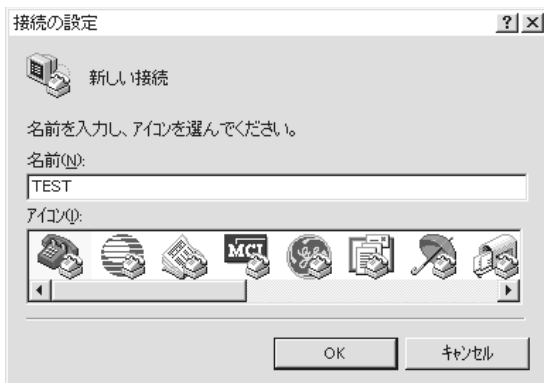 接続の設定
新しい接続
名前を入力し、アイコンを選んでください。
名前(N):
TEST
アイコン(I):
MCI
OK
キャンセル